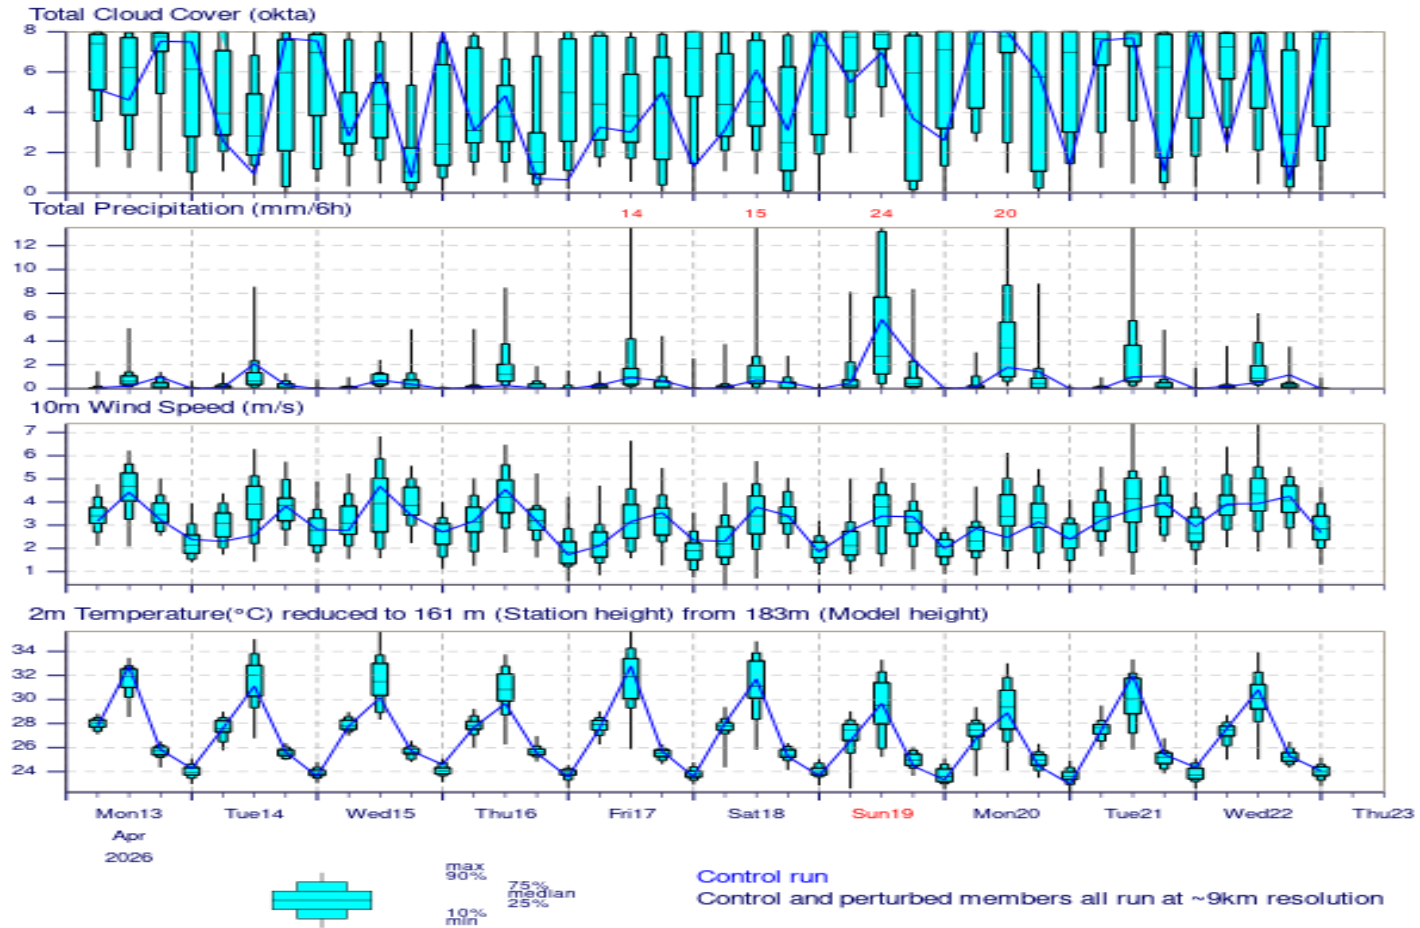 Total Cloud Cover (okta)
8
6
4
2
0
Total Precipitation (mm/6h)
14 15 24 20
12
10
8
6
4
2
0
10m Wind Speed (m/s)
7
6
5
4
3
2
1
2m Temperature(°C) reduced to 161 m (Station height) from 183m (Model height)
34
32
30
28
26
24
Mon13 Tue14 Wed15 Thu16 Fri17 Sat18 Sun19 Mon20 Tue21 Wed22 Thu23
Apr
2026
max
90%
75%
median
25%
10%
min
Control run
Control and perturbed members all run at ~9km resolution